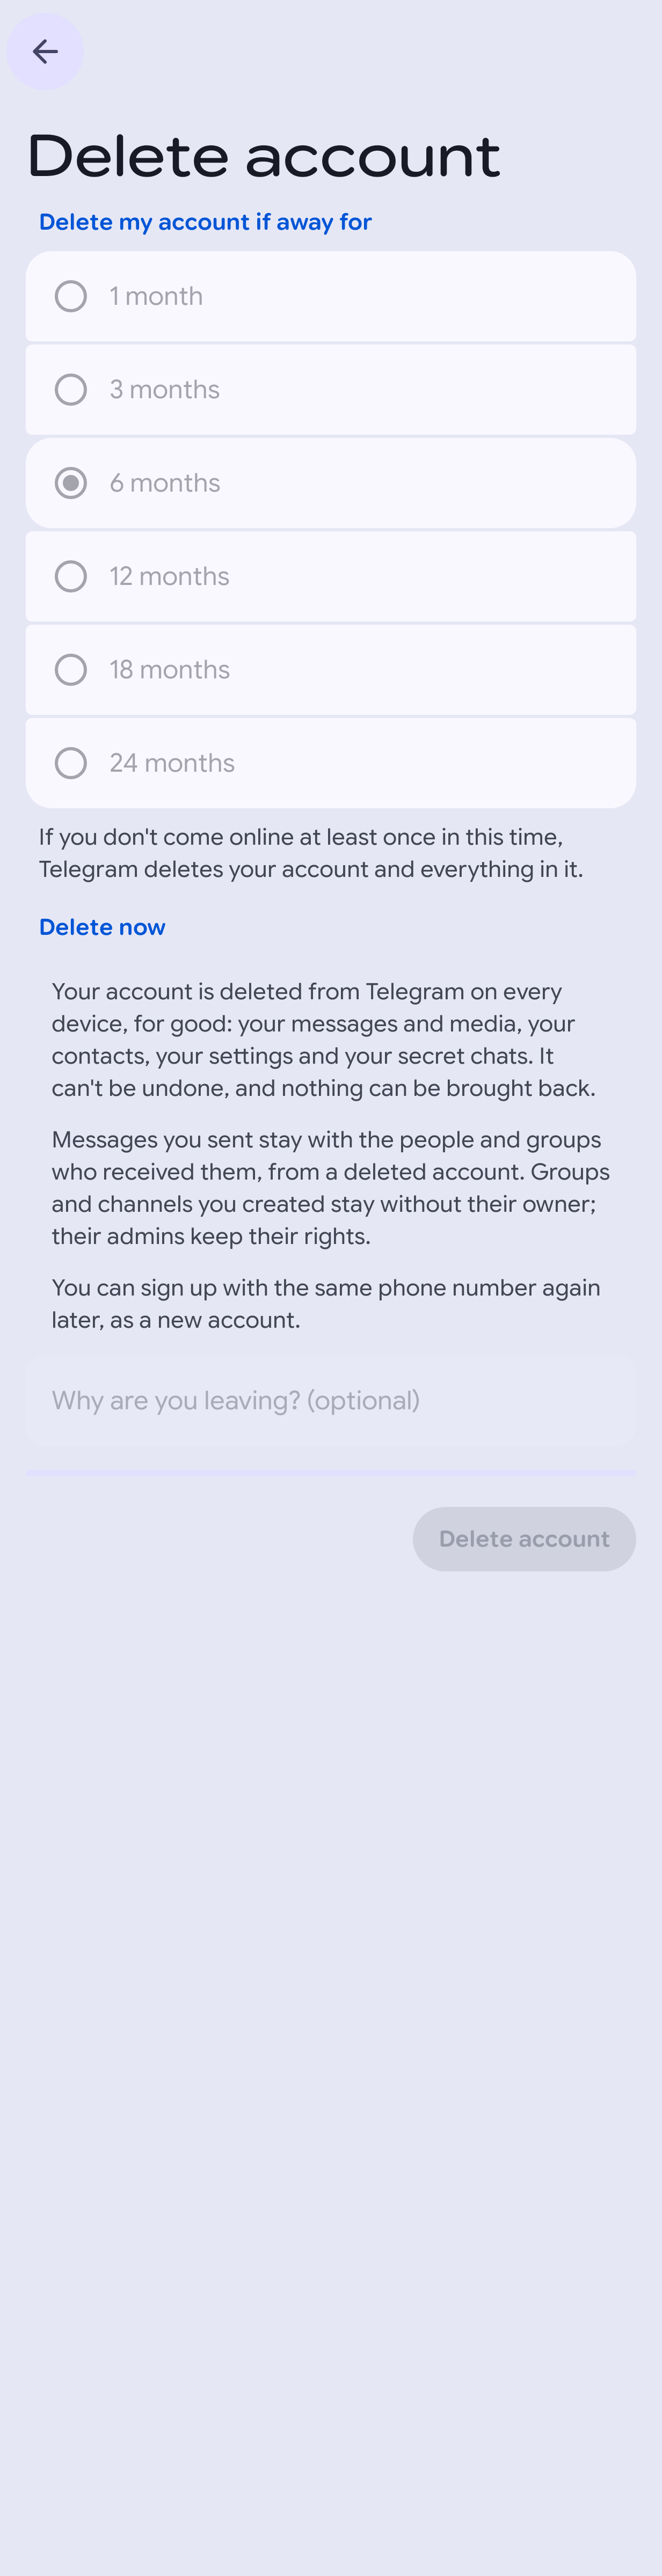 Delete account
Delete my account if away for
1 month
3 months
6 months
12 months
18 months
24 months
If you don't come online at least once in this time,
Telegram deletes your account and everything in it.
Delete now
Your account is deleted from Telegram on every
device, for good: your messages and media, your
contacts, your settings and your secret chats. It
can't be undone, and nothing can be brought back.
Messages you sent stay with the people and groups
who received them, from a deleted account. Groups
and channels you created stay without their owner;
their admins keep their rights.
You can sign up with the same phone number again
later, as a new account.
Why are you leaving? (optional)
Delete account